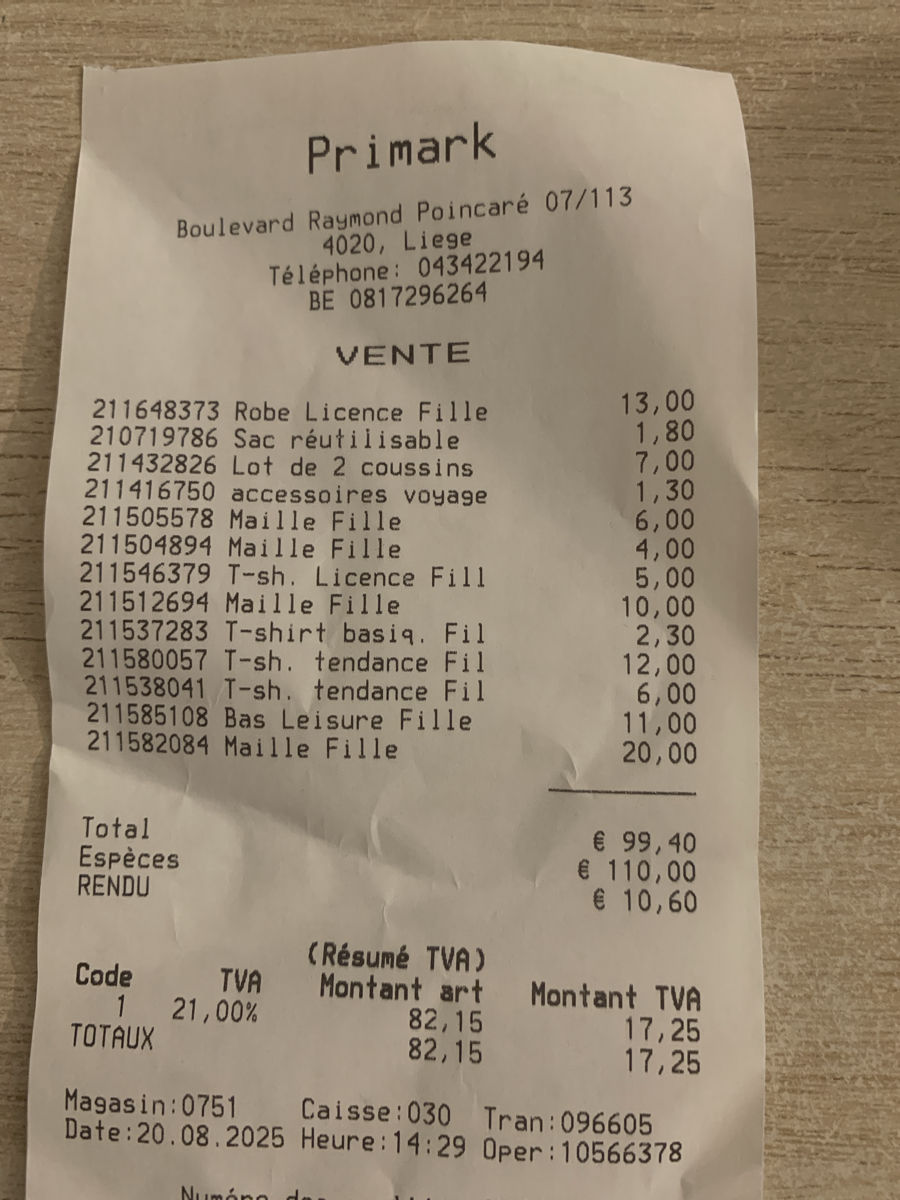 Primark
Boulevard Raymond Poincaré 07/113
4020, Liege
Téléphone: 043422194
BE 0817296264
VENTE
211648373 Robe Licence Fille 13,00
210719786 Sac réutilisable 1,80
211432826 Lot de 2 coussins 7,00
211416750 accessoires voyage 1,30
211505578 Maille Fille 6,00
211504894 Maille Fille 4,00
211546379 T-sh. Licence Fill 5,00
211512694 Maille Fille 10,00
211537283 T-shirt basiq. Fil 2,30
211580057 T-sh. tendance Fil 12,00
211538041 T-sh. tendance Fil 6,00
211585108 Bas Leisure Fille 11,00
211582084 Maille Fille 20,00
Total € 99,40
Espèces € 110,00
RENDU € 10,60
(Résumé TVA)
Code TVA Montant art Montant TVA
1 21,00% 82,15 17,25
TOTAUX 82,15 17,25
Magasin:0751 Caisse:030 Tran:096605
Date:20.08.2025 Heure:14:29 Oper:10566378